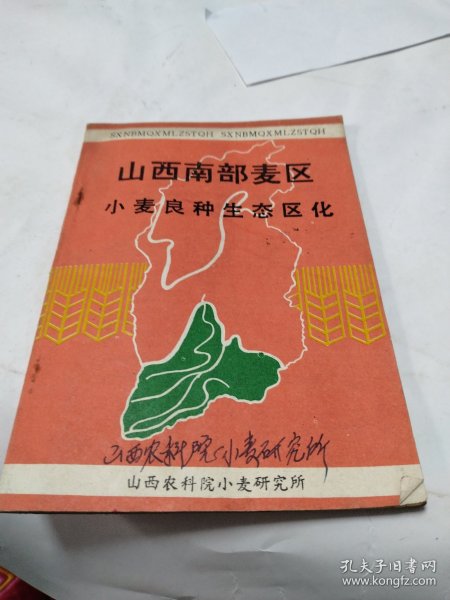 SXNBMQXMLZSTQH SXNBMQXMLZSTQH
山西南部麦区
小麦良种生态区化
山西农科院小麦研究所
山西农科院小麦研究所
孔夫子旧书网
www.kongfz.com